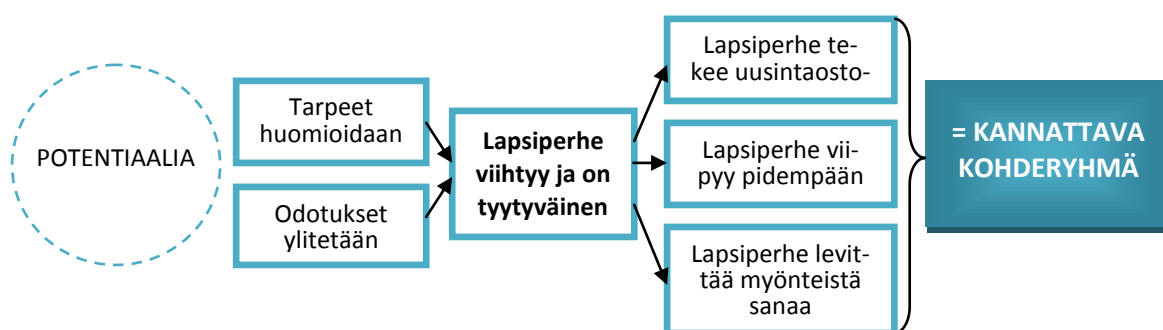 POTENTIAALIA
Tarpeet
huomioidaan
Odotukset
ylitetään
Lapsiperhe
viihtyy ja on
tyytyväinen
Lapsiperhe te-
kee uusintaosto-
Lapsiperhe vii-
pyy pidempään
Lapsiperhe levit-
tää myönteistä
sanaa
= KANNATTAVA
KOHDERYHMÄ